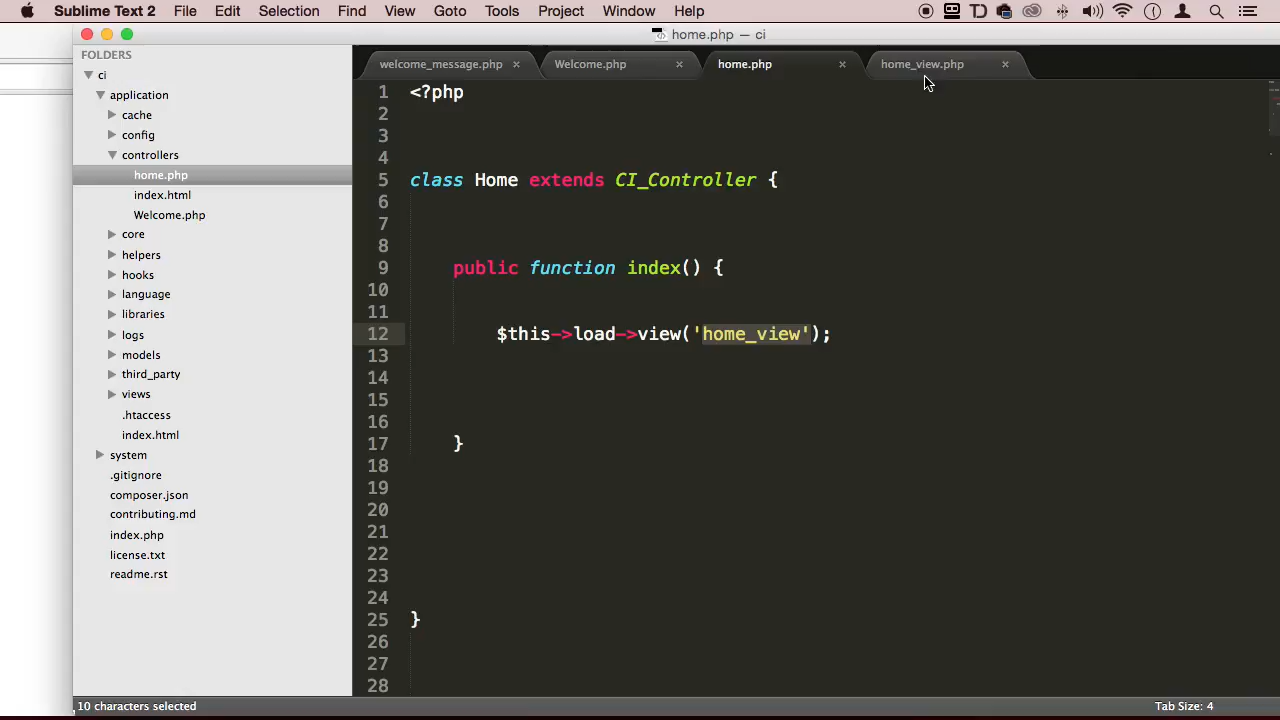 Sublime Text 2 File Edit Selection Find View Goto Tools Project Window Help
home.php — ci
FOLDERS
ci
application
cache
config
controllers
home.php
index.html
Welcome.php
core
helpers
hooks
language
libraries
logs
models
third_party
views
.htaccess
index.html
system
.gitignore
composer.json
contributing.md
index.php
license.txt
readme.rst
welcome_message.php × Welcome.php × home.php × home_view.php ×
1 <?php
2
3
4
5 class Home extends CI_Controller {
6
7
8
9 public function index() {
10
11
12 $this->load->view('home_view');
13
14
15
16
17 }
18
19
20
21
22
23
24
25 }
26
27
28
10 characters selected Tab Size: 4